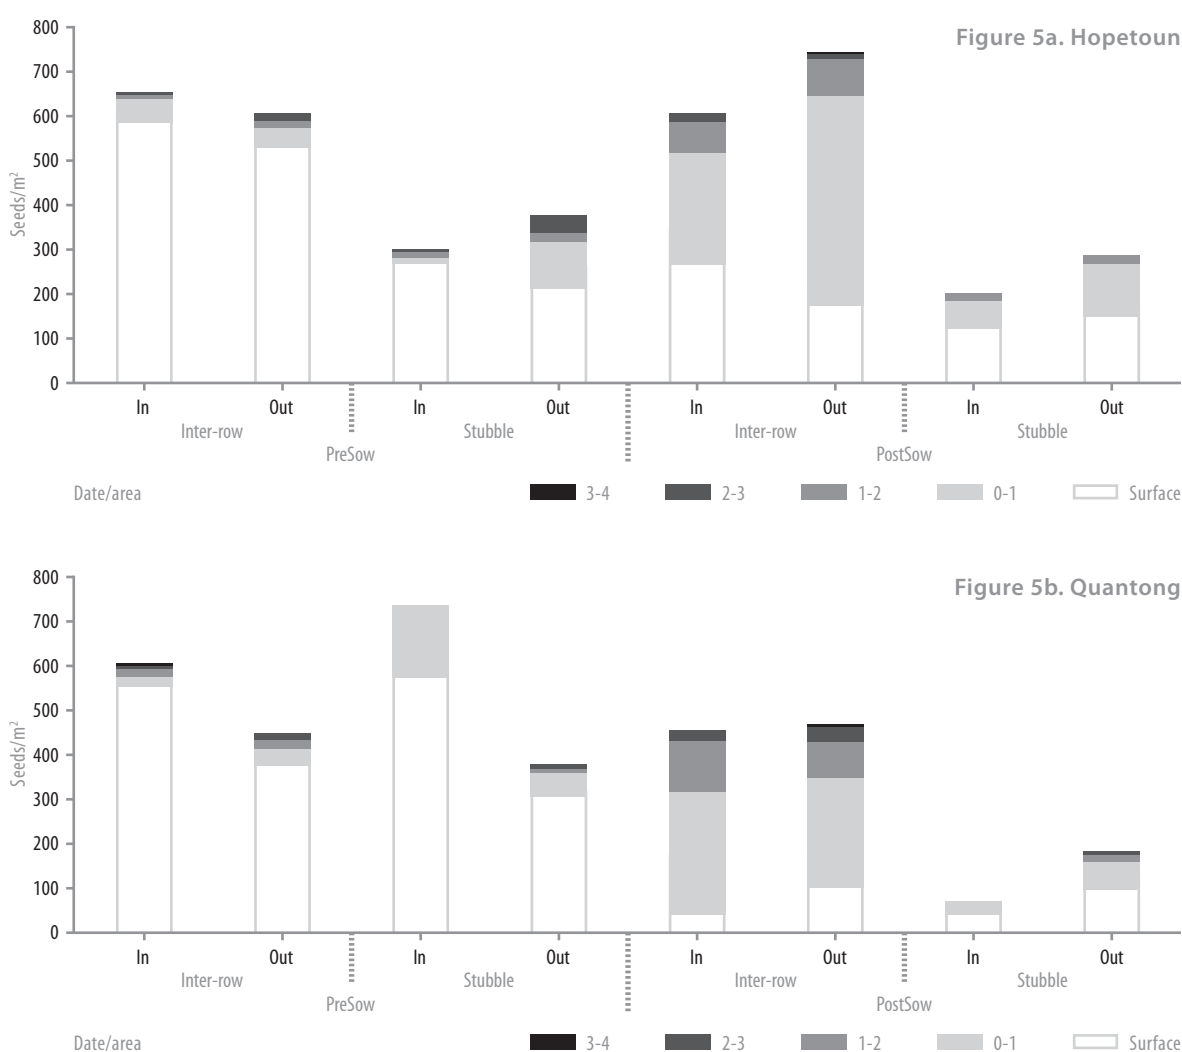 Figure 5a. Hopetoun
800
700
600
500
400
300
200
100
0
Seeds/m²
In Out In Out In Out In Out
Inter-row Stubble Inter-row Stubble
PreSow PostSow
Date/area 3-4 2-3 1-2 0-1 Surface
Figure 5b. Quantong
800
700
600
500
400
300
200
100
0
Seeds/m²
In Out In Out In Out In Out
Inter-row Stubble Inter-row Stubble
PreSow PostSow
Date/area 3-4 2-3 1-2 0-1 Surface